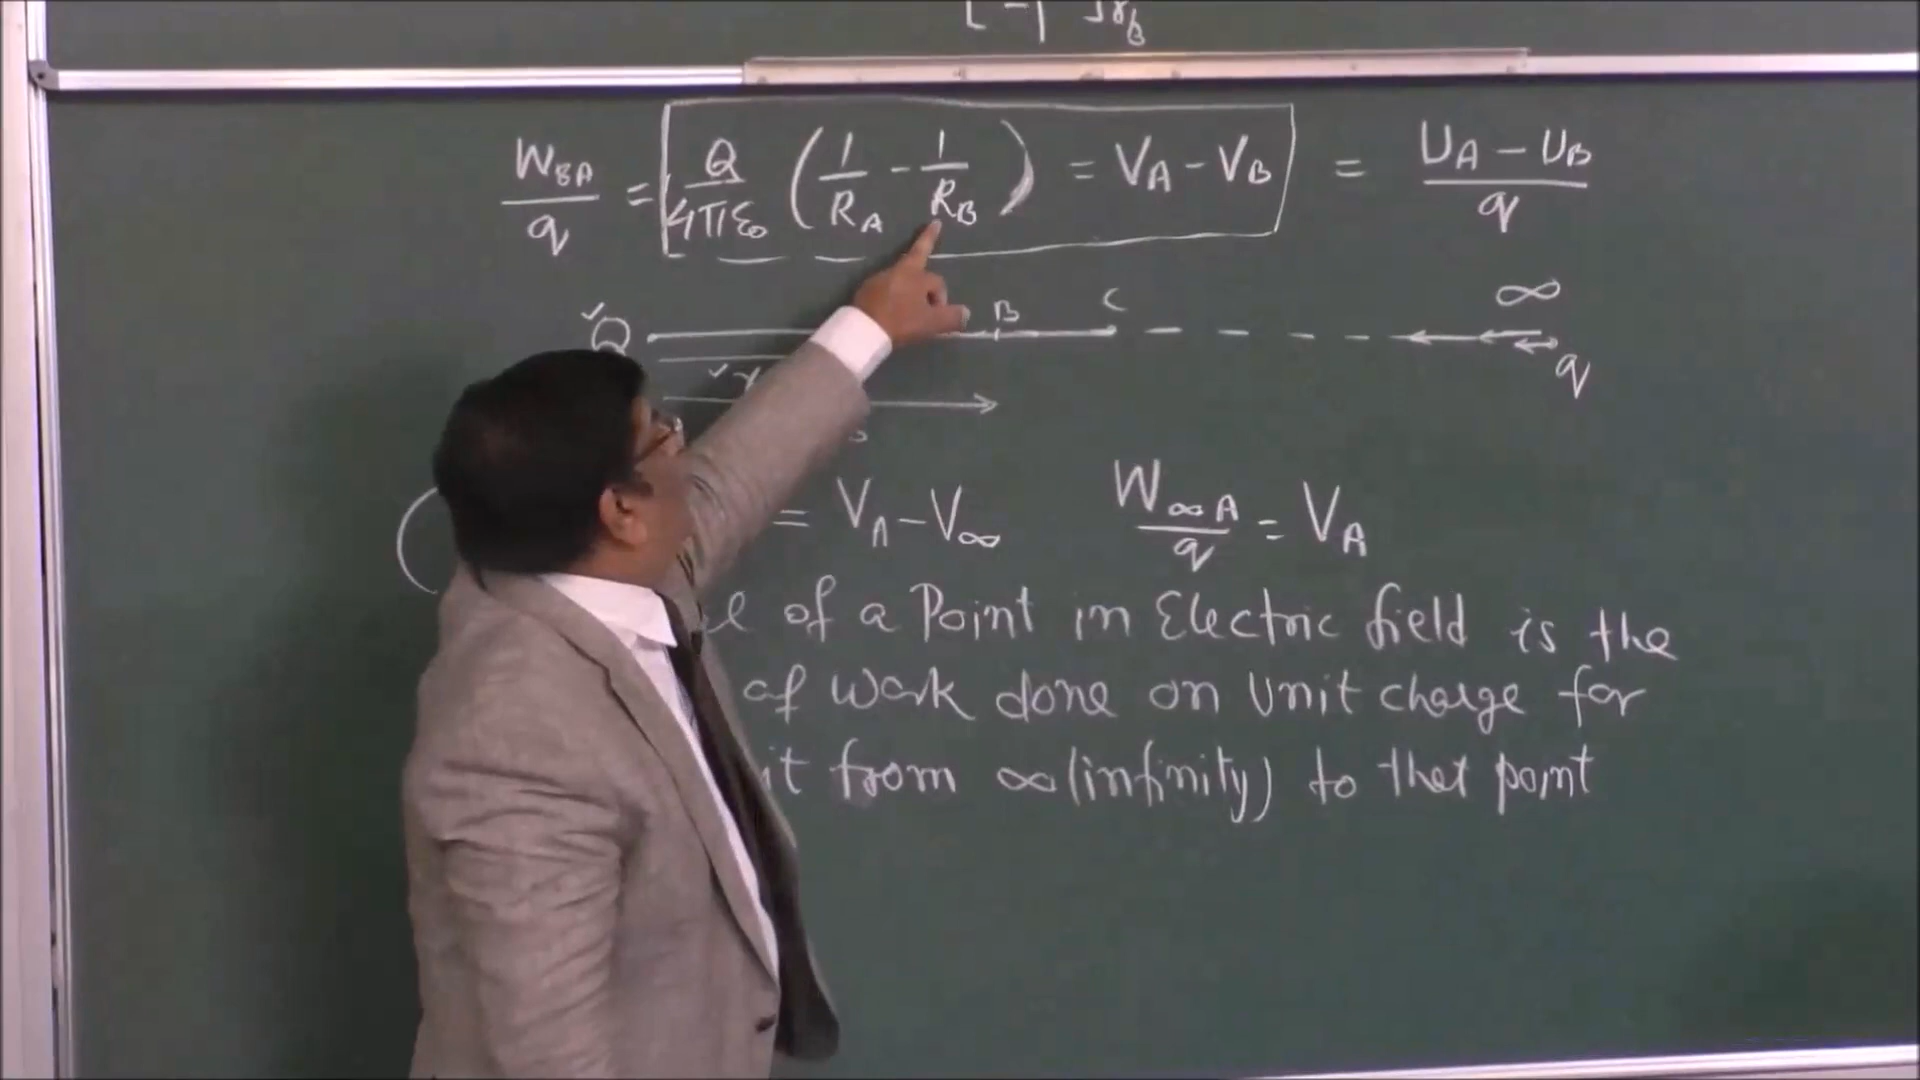 W_BA / q = Q / 4πε₀ ( 1 / R_A - 1 / R_B ) = V_A - V_B = U_A - U_B / q
B C ∞
Q q
= V_A - V_∞ W_∞A / q = V_A
of a Point in Electric field is the
of work done on unit charge for
it from ∞ (infinity) to that point